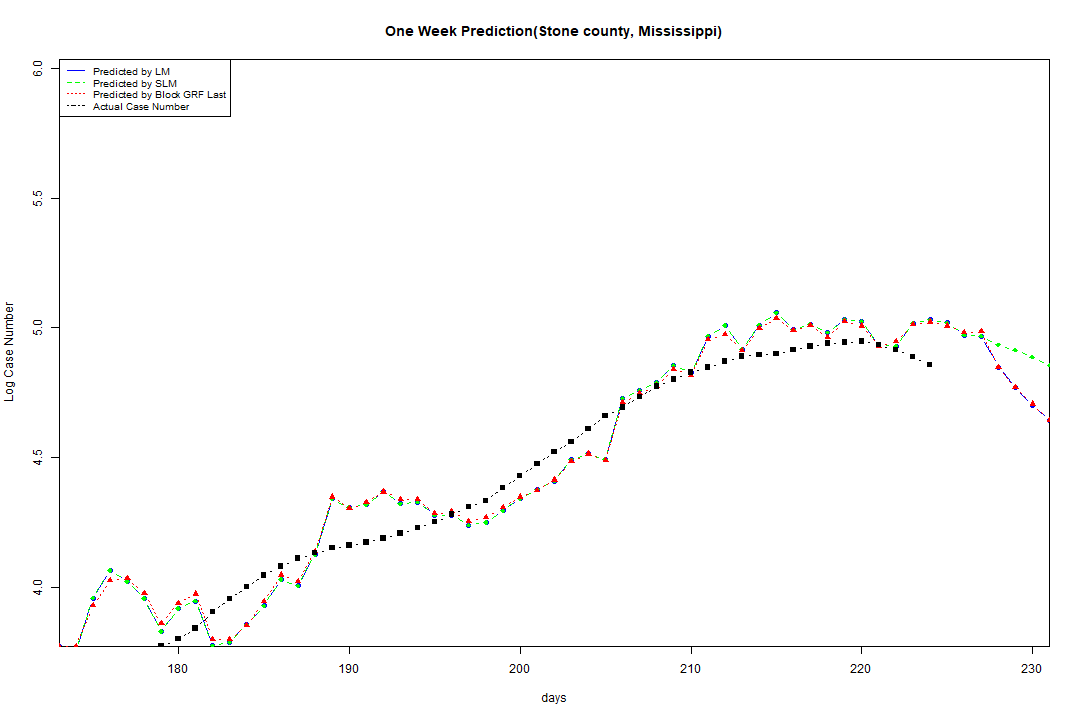 One Week Prediction(Stone county, Mississippi)
Predicted by LM
Predicted by SLM
Predicted by Block GRF Last
Actual Case Number
6.0
5.5
5.0
4.5
4.0
Log Case Number
180 190 200 210 220 230
days